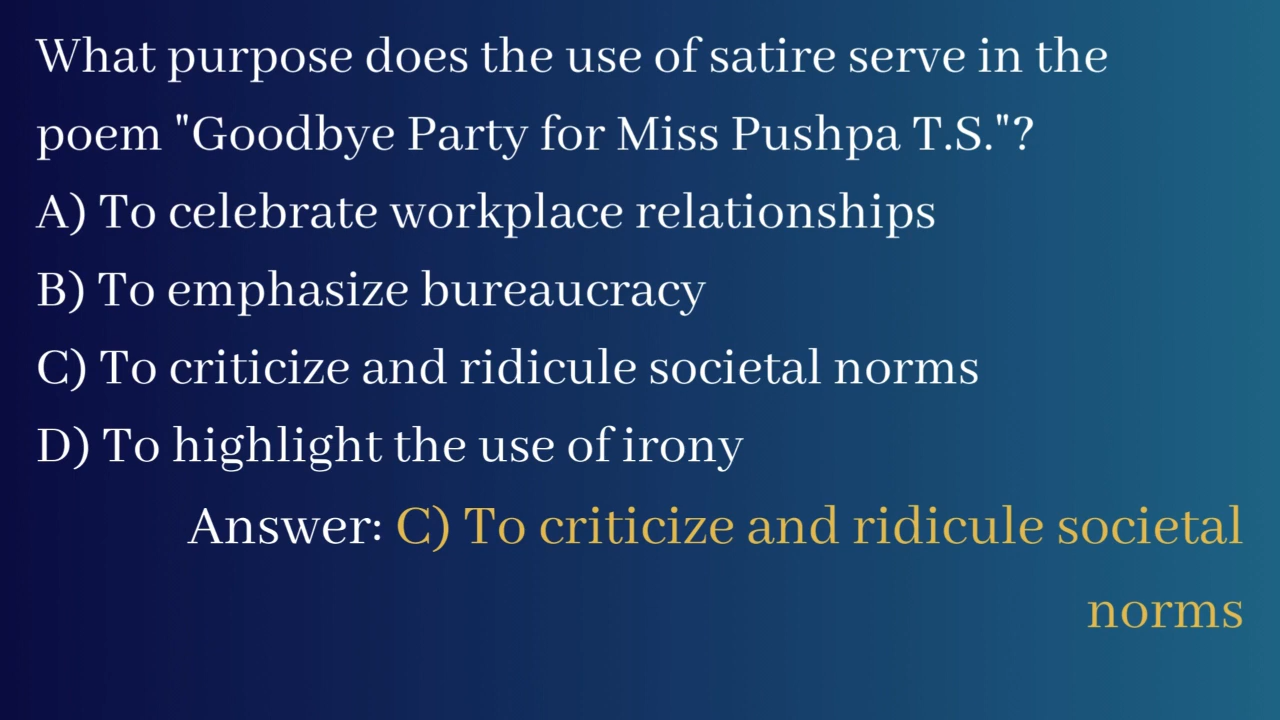 What purpose does the use of satire serve in the
poem "Goodbye Party for Miss Pushpa T.S."?
A) To celebrate workplace relationships
B) To emphasize bureaucracy
C) To criticize and ridicule societal norms
D) To highlight the use of irony
Answer: C) To criticize and ridicule societal
norms